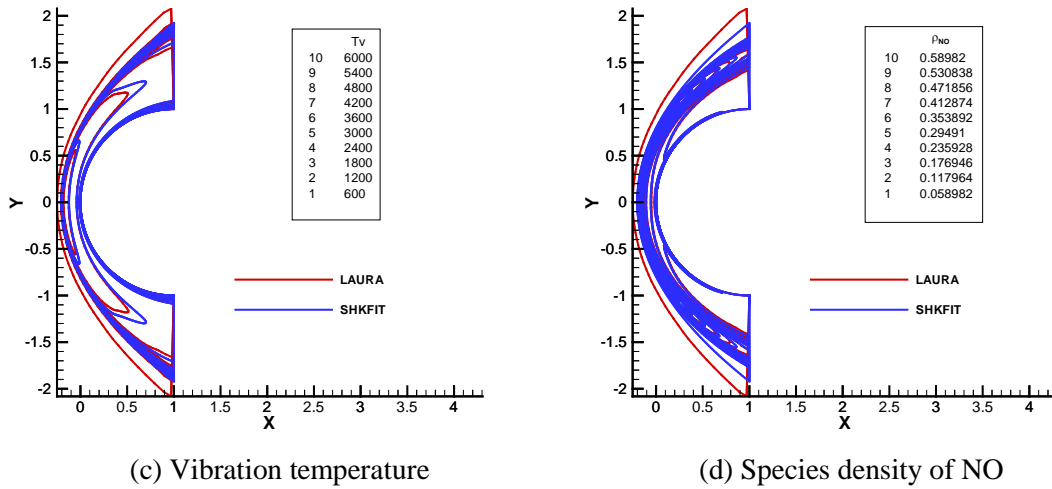 2
1.5
1
0.5
0
-0.5
-1
-1.5
-2
Y
0 0.5 1 1.5 2 2.5 3 3.5 4
X
Tv
10 6000
9 5400
8 4800
7 4200
6 3600
5 3000
4 2400
3 1800
2 1200
1 600
LAURA
SHKFIT
(c) Vibration temperature
2
1.5
1
0.5
0
-0.5
-1
-1.5
-2
Y
0 0.5 1 1.5 2 2.5 3 3.5 4
X
ρNO
10 0.58982
9 0.530838
8 0.471856
7 0.412874
6 0.353892
5 0.29491
4 0.235928
3 0.176946
2 0.117964
1 0.058982
LAURA
SHKFIT
(d) Species density of NO